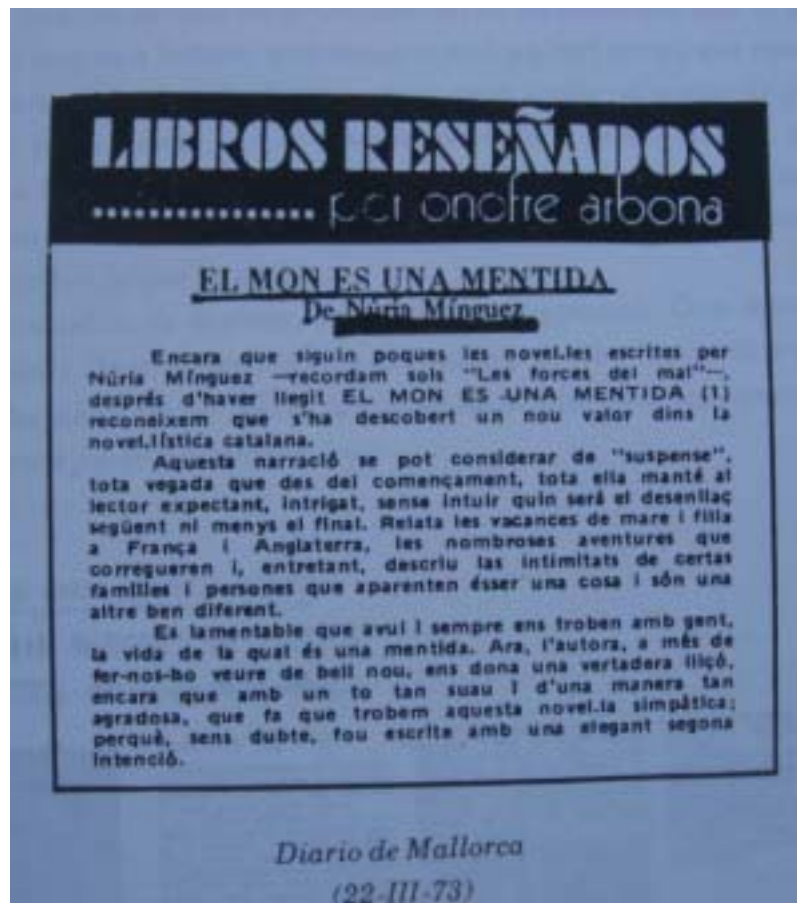 LIBROS RESEÑADOS
................ por onofre arbona
EL MON ES UNA MENTIDA
De Núria Mínguez
Encara que siguin poques les novel.les escrites per
Núria Mínguez —recordam sols "Les forces del mal"—,
després d'haver llegit EL MON ES UNA MENTIDA (1)
reconeixem que s'ha descobert un nou valor dins la
novel.lística catalana.
Aquesta narració se pot considerar de "suspense",
tota vegada que des del començament, tota ella manté al
lector expectant, intrigat, sense intuir quin será el desenllaç
següent ni menys el final. Relata les vacances de mare i filla
a França i Anglaterra, les nombroses aventures que
corregueren i, entretant, descriu las intimitats de certas
famílies i persones que aparenten ésser una cosa i són una
altre ben diferent.
Es lamentable que avui i sempre ens troben amb gent,
la vida de la qual és una mentida. Ara, l'autora, a més de
fer-nos-ho veure de bell nou, ens dona una vertadera lliçó,
encara que amb un to tan suau i d'una manera tan
agradosa, que fa que trobem aquesta novel.la simpàtica;
perquè, sens dubte, fou escrita amb una elegant segona
intenció.
Diario de Mallorca
(22-III-73)